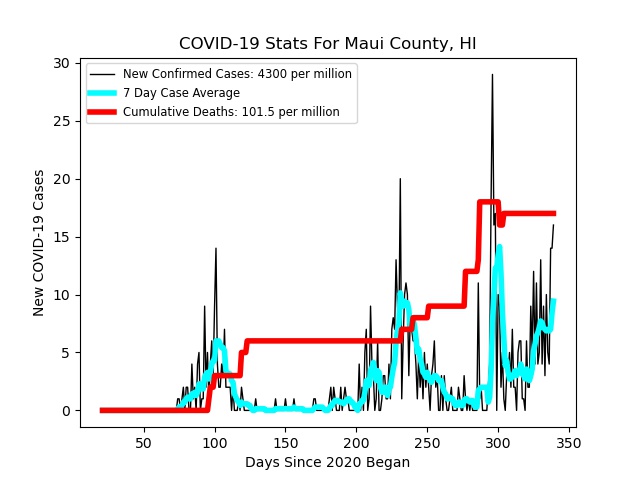 COVID-19 Stats For Maui County, HI
New Confirmed Cases: 4300 per million
7 Day Case Average
Cumulative Deaths: 101.5 per million
New COVID-19 Cases
30
25
20
15
10
5
0
50
100
150
200
250
300
350
Days Since 2020 Began